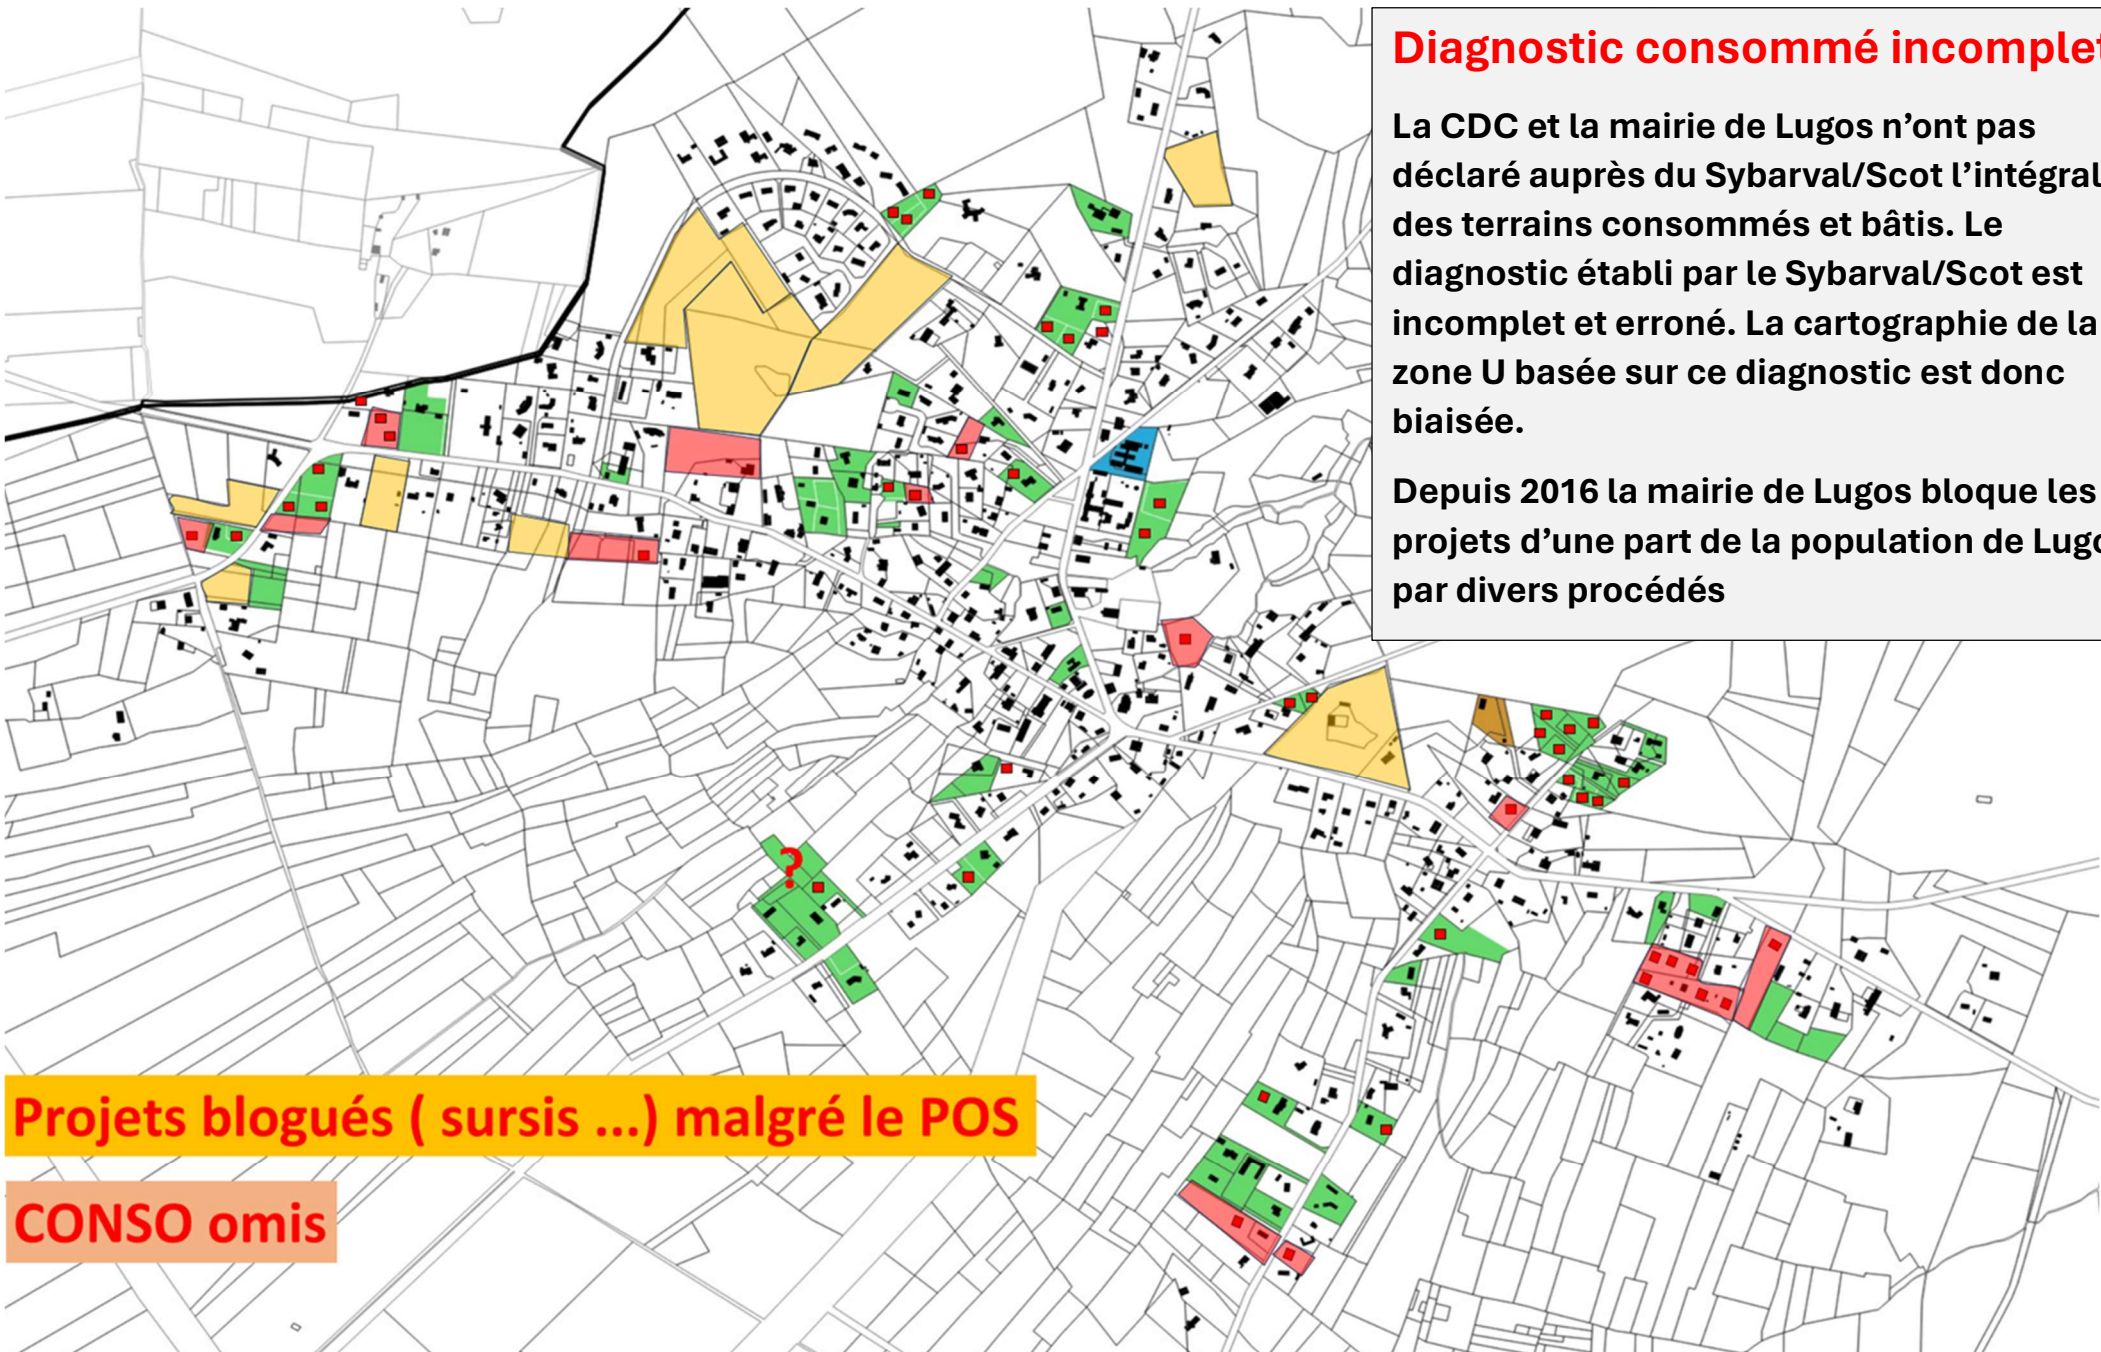 Diagnostic consommé incomplet
La CDC et la mairie de Lugos n'ont pas
déclaré auprès du Sybarval/Scot l'intégral
des terrains consommés et bâtis. Le
diagnostic établi par le Sybarval/Scot est
incomplet et erroné. La cartographie de la
zone U basée sur ce diagnostic est donc
biaisée.
Depuis 2016 la mairie de Lugos bloque les
projets d'une part de la population de Lugo
par divers procédés
?
Projets blogués ( sursis ...) malgré le POS
CONSO omis